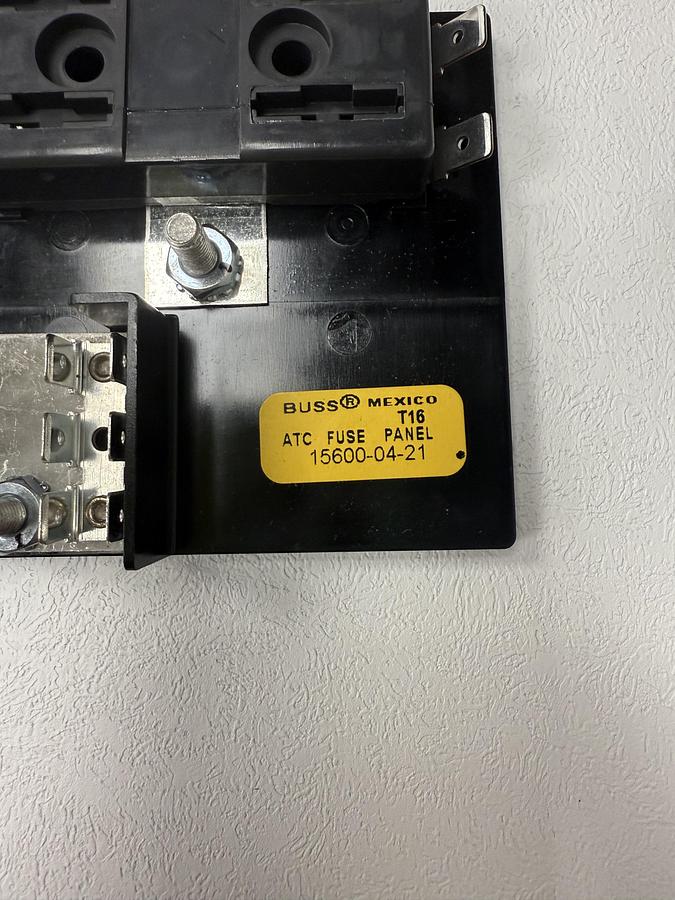 BUSS® MEXICO
T16
ATC FUSE PANEL
15600-04-21